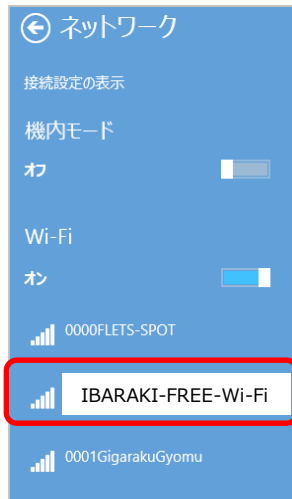 ネットワーク
接続設定の表示
機内モード
オフ
Wi-Fi
オン
0000FLETS-SPOT
IBARAKI-FREE-Wi-Fi
0001GigarakuGyomu